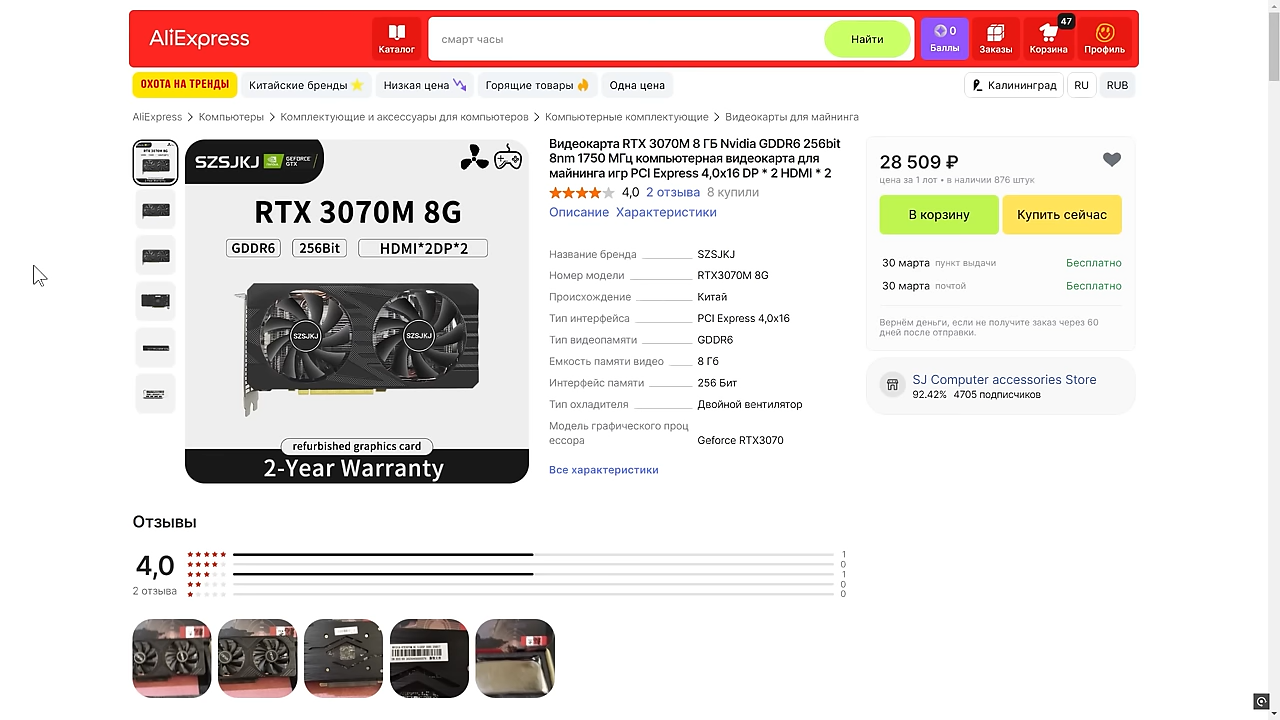 AliExpress
Каталог
смарт часы
Найти
0
Баллы
Заказы
47
Корзина
Профиль
ОХОТА НА ТРЕНДЫ
Китайские бренды
Низкая цена
Горящие товары
Одна цена
Калининград
RU
RUB
AliExpress > Компьютеры > Комплектующие и аксессуары для компьютеров > Компьютерные комплектующие > Видеокарты для майнинга
SZSJKJ
NVIDIA
GEFORCE
GTX
RTX 3070M 8G
GDDR6
256Bit
HDMI*2DP*2
SZSJKJ
SZSJKJ
refurbished graphics card
2-Year Warranty
Видеокарта RTX 3070M 8 ГБ Nvidia GDDR6 256bit
8nm 1750 МГц компьютерная видеокарта для
майнинга игр PCI Express 4,0x16 DP * 2 HDMI * 2
4,0 2 отзыва 8 купили
Описание Характеристики
Название бренда SZSJKJ
Номер модели RTX3070M 8G
Происхождение Китай
Тип интерфейса PCI Express 4,0x16
Тип видеопамяти GDDR6
Емкость памяти видео 8 Гб
Интерфейс памяти 256 Бит
Тип охладителя Двойной вентилятор
Модель графического проц
ессора Geforce RTX3070
Все характеристики
28 509 ₽
цена за 1 лот • в наличии 876 штук
В корзину
Купить сейчас
30 марта пункт выдачи Бесплатно
30 марта почтой Бесплатно
Вернём деньги, если не получите заказ через 60
дней после отправки.
SJ Computer accessories Store
92.42% 4705 подписчиков
Отзывы
4,0
2 отзыва
1
0
1
0
0